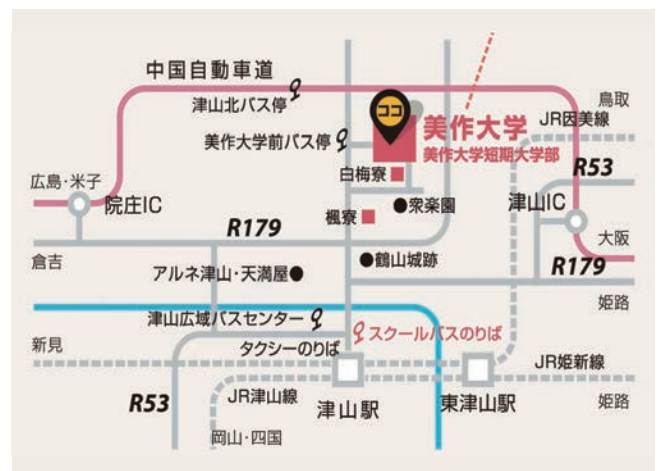 中国自動車道
津山北バス停
ココ
鳥取
JR因美線
美作大学前バス停
美作大学
美作大学短期大学部
白梅寮
R53
広島・米子
院庄IC
衆楽園
津山IC
楓寮
R179
大阪
倉吉
鶴山城跡
R179
アルネ津山・天満屋
姫路
津山広域バスセンター
スクールバスのりば
新見
タクシーのりば
JR姫新線
R53
JR津山線
津山駅
東津山駅
姫路
岡山・四国